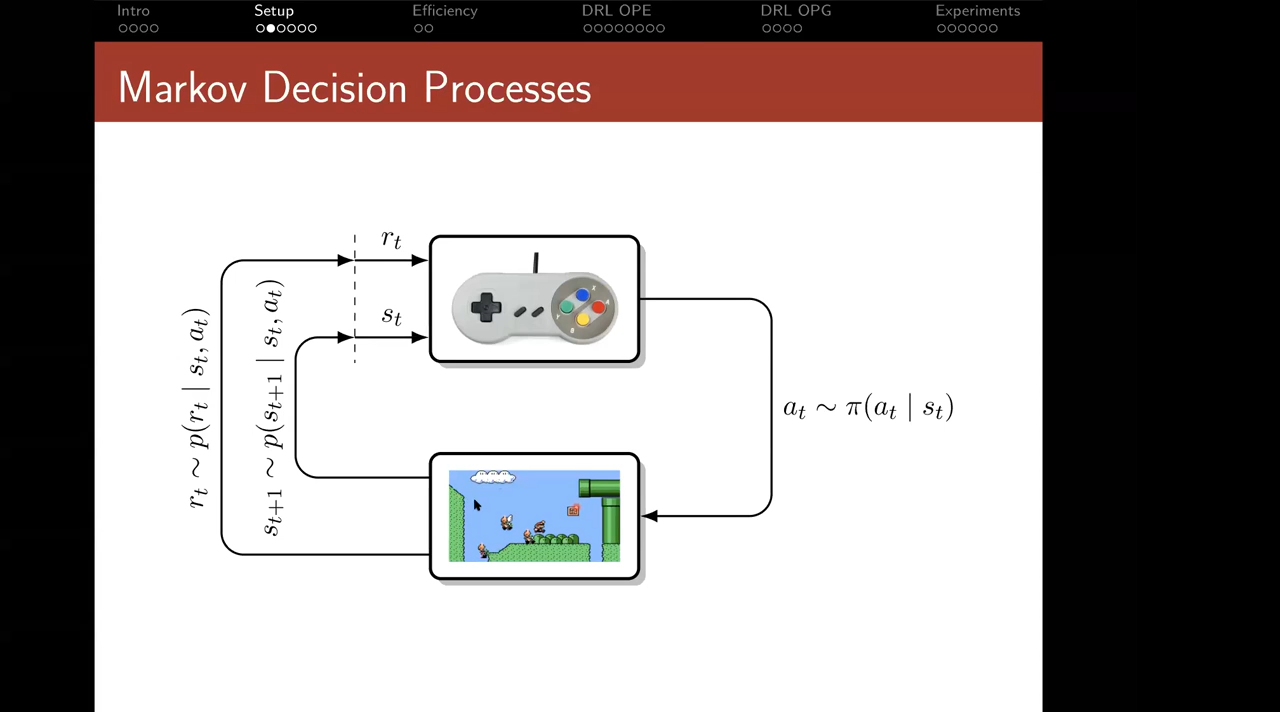 Intro Setup Efficiency DRL OPE DRL OPG Experiments
Markov Decision Processes
r_t
s_t
r_t ∼ p(r_t | s_t, a_t)
s_{t+1} ∼ p(s_{t+1} | s_t, a_t)
a_t ∼ π(a_t | s_t)
X
Y
A
B